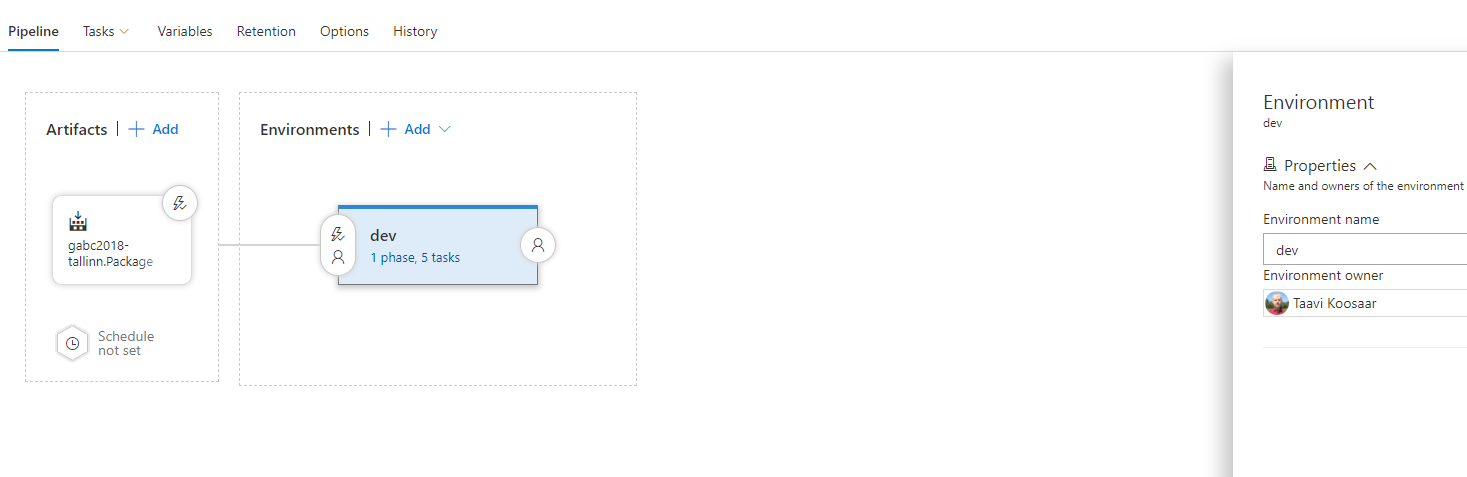 Pipeline Tasks Variables Retention Options History
Artifacts | + Add
gabc2018-
tallinn.Package
Schedule
not set
Environments | + Add
dev
1 phase, 5 tasks
Environment
dev
Properties
Name and owners of the environment
Environment name
dev
Environment owner
Taavi Koosaar